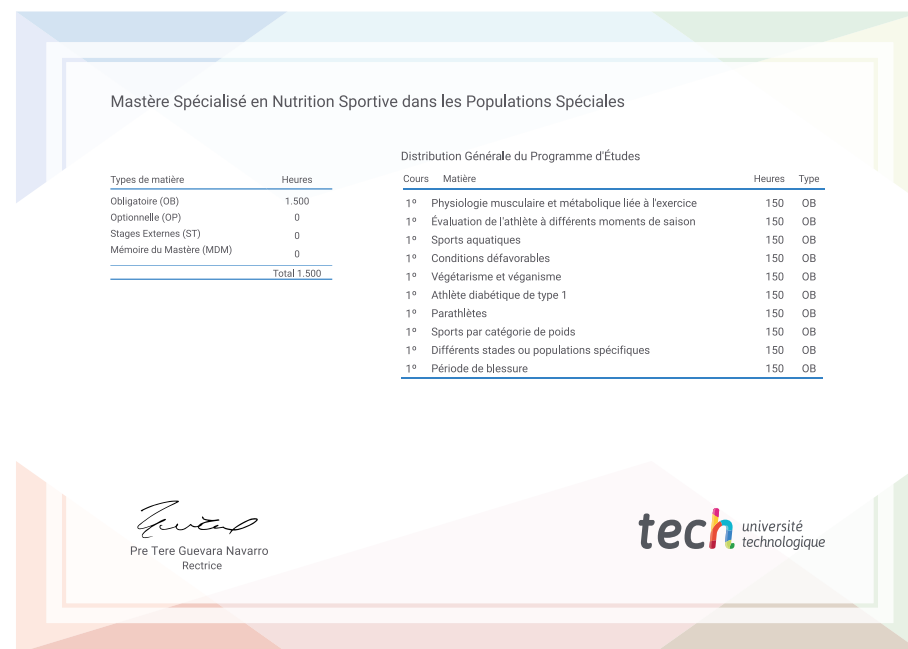 Mastère Spécialisé en Nutrition Sportive dans les Populations Spéciales
Types de matière Heures
Obligatoire (OB) 1.500
Optionnelle (OP) 0
Stages Externes (ST) 0
Mémoire du Mastère (MDM) 0
Total 1.500
Distribution Générale du Programme d'Études
Cours Matière Heures Type
1º Physiologie musculaire et métabolique liée à l'exercice 150 OB
1º Évaluation de l'athlète à différents moments de saison 150 OB
1º Sports aquatiques 150 OB
1º Conditions défavorables 150 OB
1º Végétarisme et véganisme 150 OB
1º Athlète diabétique de type 1 150 OB
1º Parathlètes 150 OB
1º Sports par catégorie de poids 150 OB
1º Différents stades ou populations spécifiques 150 OB
1º Période de blessure 150 OB
Pre Tere Guevara Navarro
Rectrice
tech université
technologique